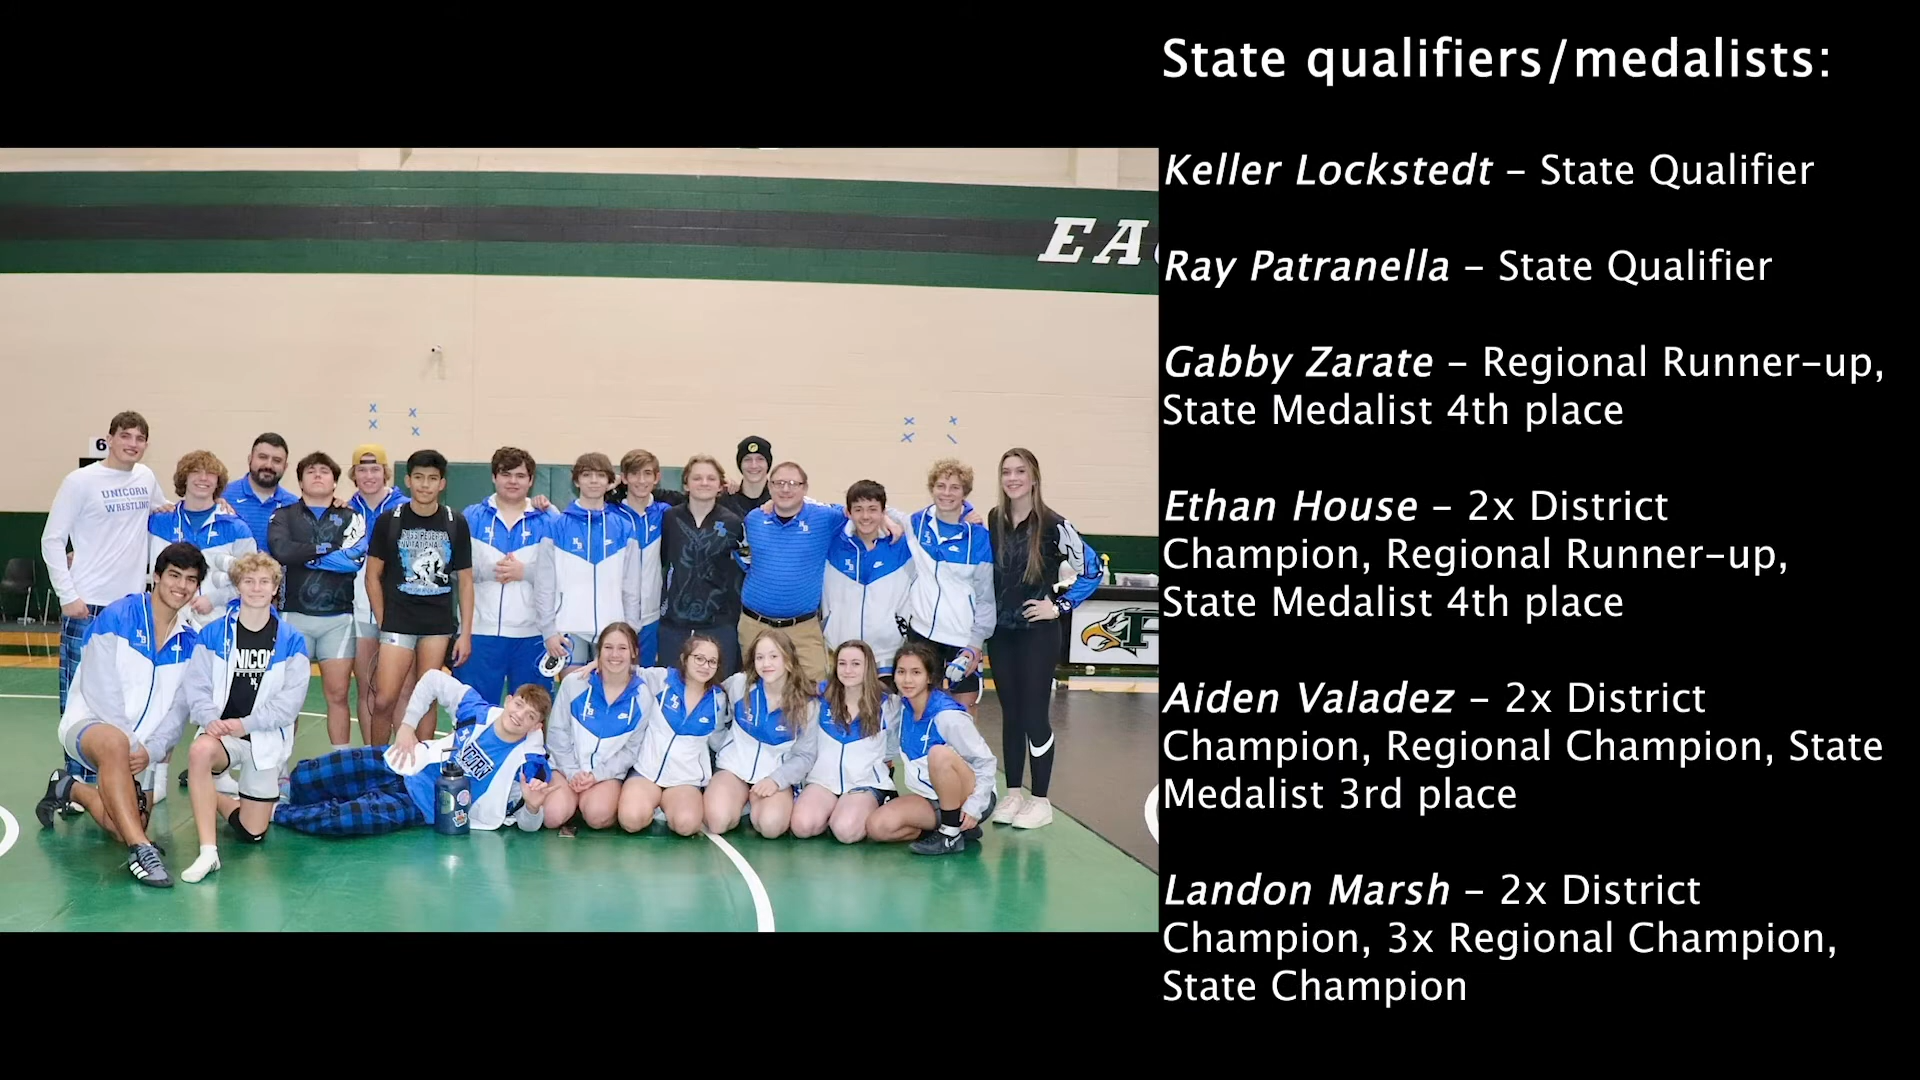 State qualifiers/medalists:
Keller Lockstedt – State Qualifier
Ray Patranella – State Qualifier
Gabby Zarate – Regional Runner-up,
State Medalist 4th place
Ethan House – 2x District
Champion, Regional Runner-up,
State Medalist 4th place
Aiden Valadez – 2x District
Champion, Regional Champion, State
Medalist 3rd place
Landon Marsh – 2x District
Champion, 3x Regional Champion,
State Champion
EA
6
UNICORN
WRESTLING